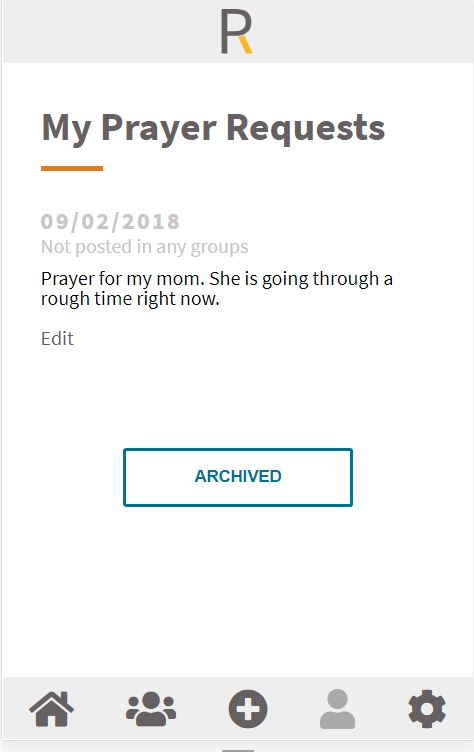 R
My Prayer Requests
09/02/2018
Not posted in any groups
Prayer for my mom. She is going through a
rough time right now.
Edit
ARCHIVED